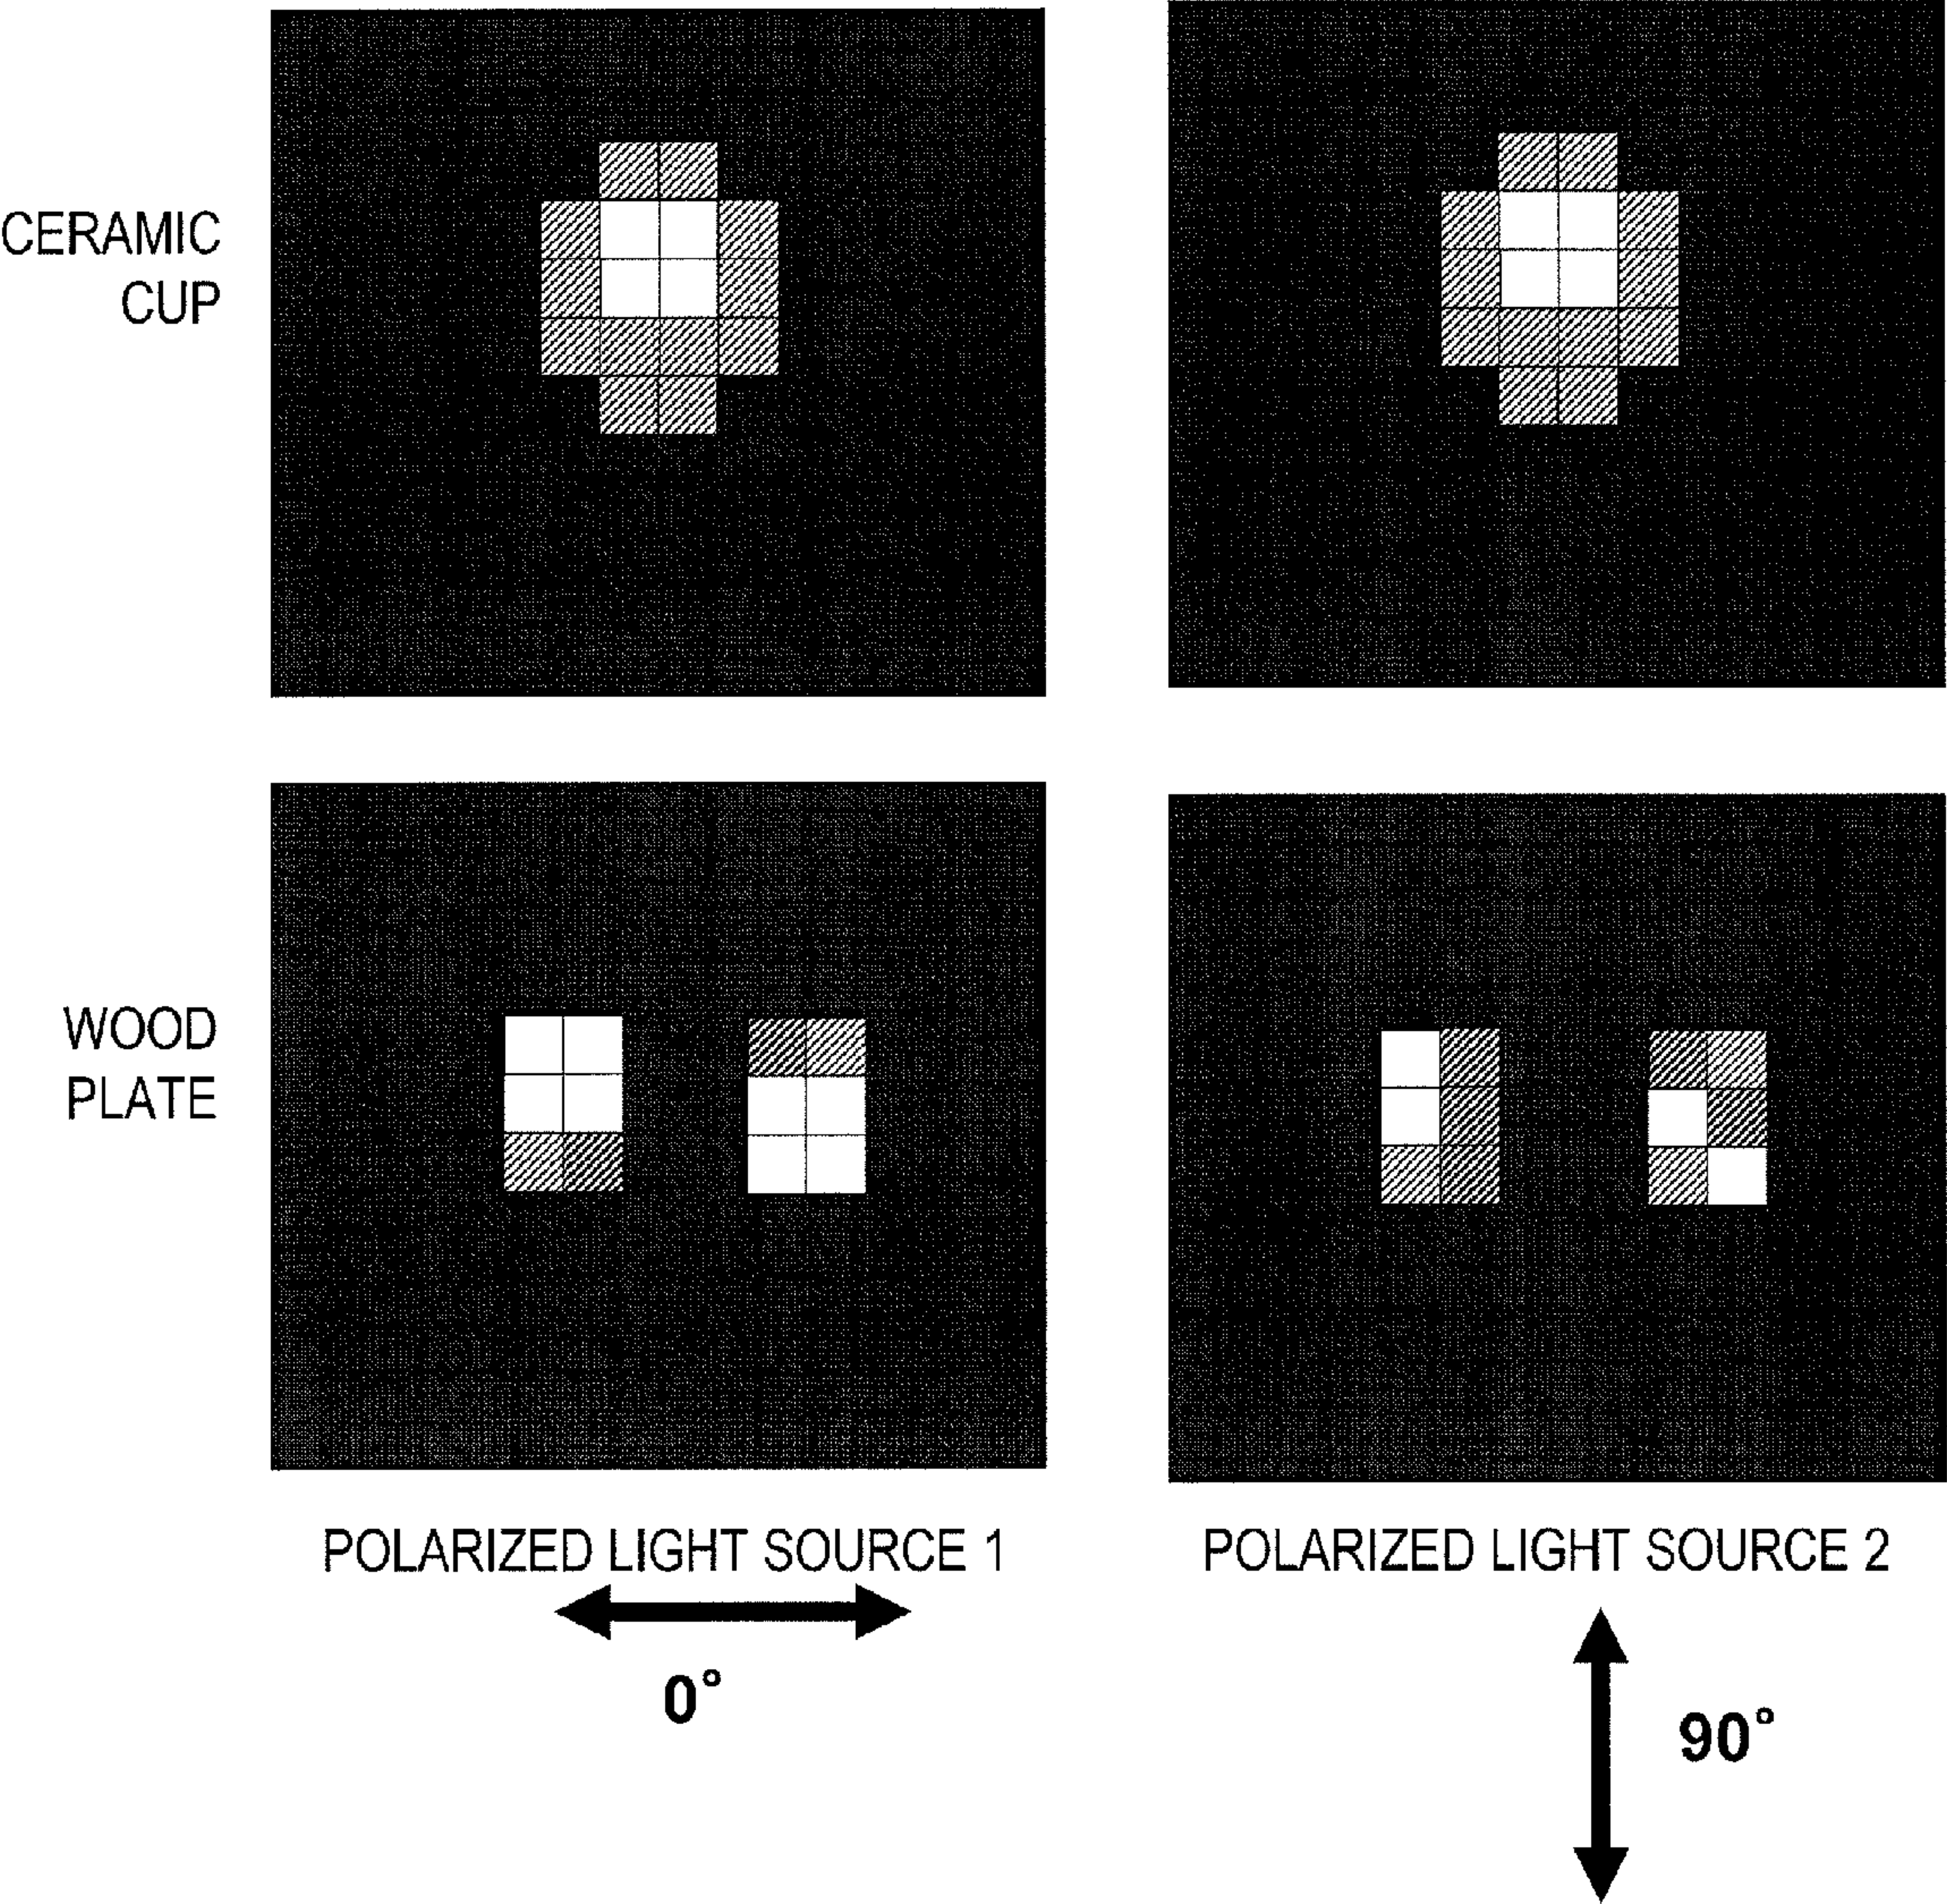 CERAMIC
CUP
WOOD
PLATE
POLARIZED LIGHT SOURCE 1
POLARIZED LIGHT SOURCE 2
0°
90°